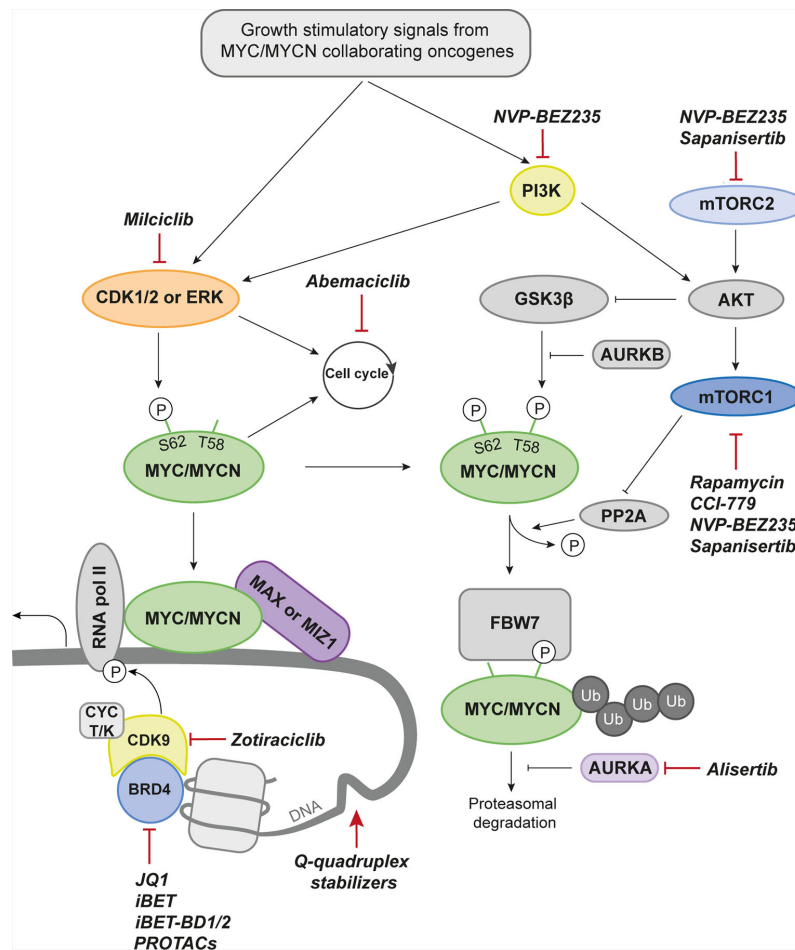 Growth stimulatory signals from
MYC/MYCN collaborating oncogenes
NVP-BEZ235
NVP-BEZ235
Sapanisertib
PI3K
mTORC2
Milciclib
Abemaciclib
CDK1/2 or ERK
GSK3β
AKT
AURKB
Cell cycle
mTORC1
P
P
P
S62 T58
MYC/MYCN
S62 T58
MYC/MYCN
Rapamycin
CCI-779
NVP-BEZ235
Sapanisertib
PP2A
P
RNA pol II
MYC/MYCN
MAX or MIZ1
FBW7
P
P
MYC/MYCN
Ub
Ub
Ub
Ub
CYC
T/K
CDK9
Zotiraciclib
BRD4
DNA
AURKA
Alisertib
Proteasomal
degradation
Q-quadruplex
stabilizers
JQ1
iBET
iBET-BD1/2
PROTACs